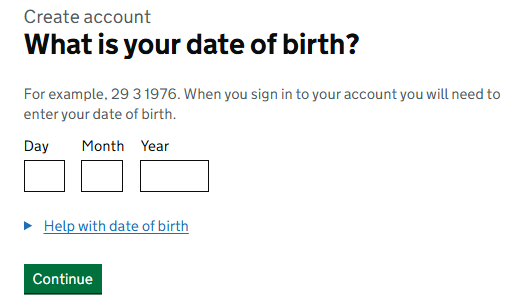 Create account
What is your date of birth?
For example, 29 3 1976. When you sign in to your account you will need to
enter your date of birth.
Day Month Year
Help with date of birth
Continue